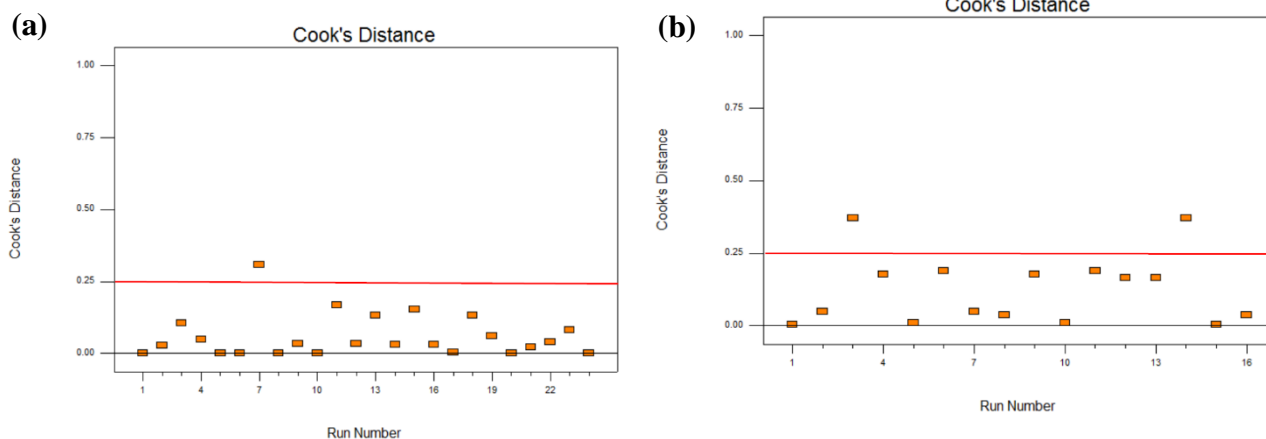 (a)
Cook's Distance
Cook's Distance
1.00
0.75
0.50
0.25
0.00
1 4 7 10 13 16 19 22
Run Number
(b)
Cook's Distance
Cook's Distance
1.00
0.75
0.50
0.25
0.00
1 4 7 10 13 16
Run Number